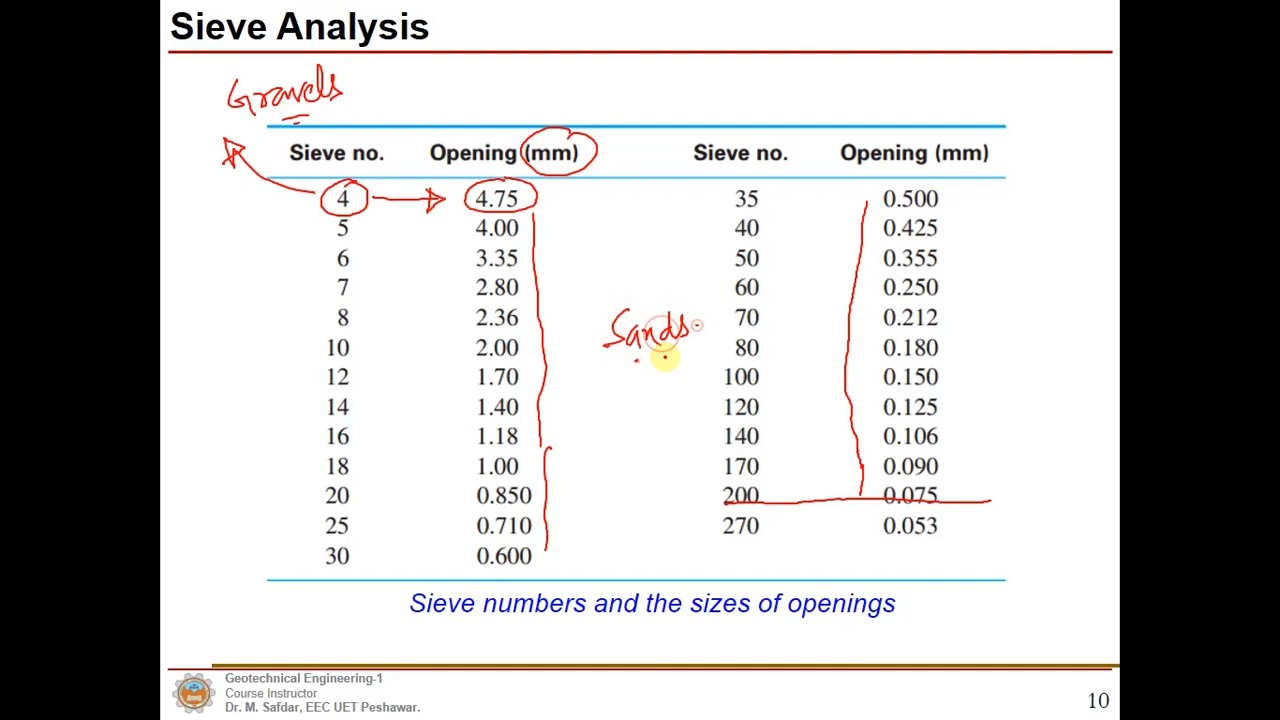 Sieve Analysis
Gravels
Sieve no. Opening (mm) Sieve no. Opening (mm)
4 4.75 35 0.500
5 4.00 40 0.425
6 3.35 50 0.355
7 2.80 60 0.250
8 2.36 70 0.212
Sands
10 2.00 80 0.180
12 1.70 100 0.150
14 1.40 120 0.125
16 1.18 140 0.106
18 1.00 170 0.090
20 0.850 200 0.075
25 0.710 270 0.053
30 0.600
Sieve numbers and the sizes of openings
Geotechnical Engineering-1
Course Instructor
Dr. M. Safdar, EEC UET Peshawar.
10